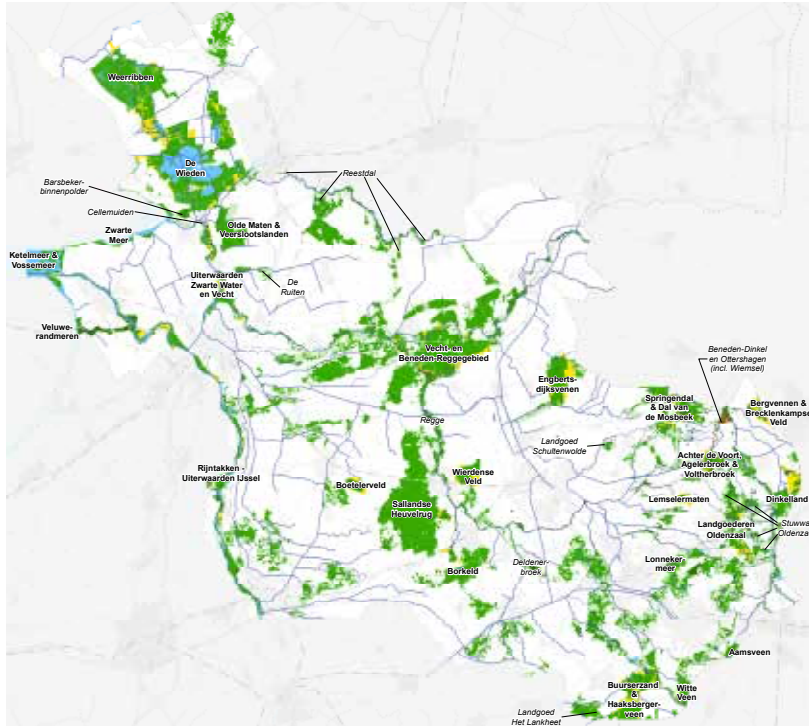 Weerribben
De
Wieden
Reestdal
Barsbeker-
binnenpolder
Cellemuiden
Zwarte
Meer
Olde Maten &
Veerslootslanden
Ketelmeer &
Vossemeer
Uiterwaarden
Zwarte Water
en Vecht
De
Ruiten
Veluwe-
randmeren
Vecht- en
Beneden-Reggegebied
Beneden-Dinkel
en Ottershagen
(incl. Wiemsel)
Engberts-
dijksvenen
Springendal
& Dal van
de Mosbeek
Bergvennen &
Brecklenkampse
Veld
Regge
Landgoed
Schultenwolde
Achter de Voort,
Agelerbroek &
Voltherbroek
Rijntakken -
Uiterwaarden IJssel
Boetelerveld
Wierdense
Veld
Sallandse
Heuvelrug
Lemselermaten
Dinkelland
Landgoederen
Oldenzaal
Stuwwa
Oldenza
Borkeld
Deldener-
broek
Lonneker-
meer
Aamsveen
Buurserzand
&
Haaksberger-
veen
Witte
Veen
Landgoed
Het Lankheet